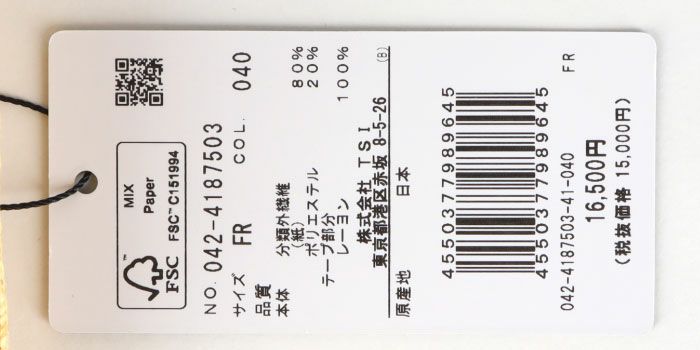 MIX
Paper
FSC™ C151994
FSC
NO. 042-4187503
サイズ FR COL. 040
品質
本体 分類外繊維
(紙) 80%
ポリエステル 20%
テープ部分
レーヨン 100%
株式会社 TSI
東京都港区赤坂 8-5-26 (B)
原産地 日本
4550377989645
4550377989645
042-4187503-41-040 FR
16,500円
(税抜価格 15,000円)